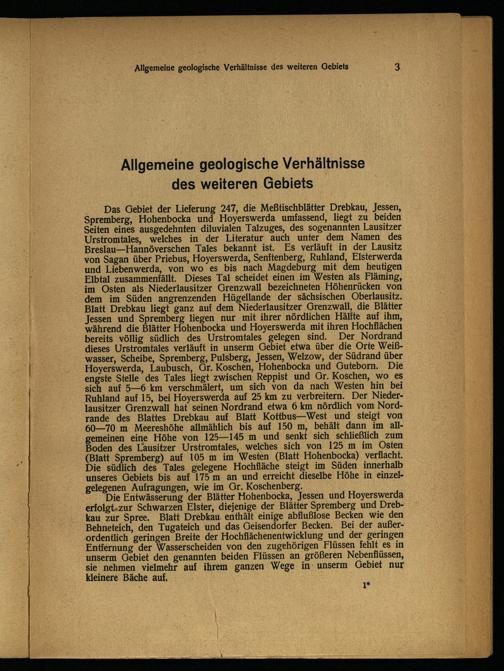 Allgemeine geologische Verhältnisse des weiteren Gebiets 3
Allgemeine geologische Verhältnisse
des weiteren Gebiets
Das Gebiet der Lieferung 247, die Meßtischblätter Drebkau, Jessen,
Spremberg, Hohenbocka und Hoyerswerda umfassend, liegt zu beiden
Seiten eines ausgedehnten diluvialen Talzuges, des sogenannten Lausitzer
Urstromtales, welches in der Literatur auch unter dem Namen des
Breslau—Hannöverschen Tales bekannt ist. Es verläuft in der Lausitz
von Sagan über Priebus, Hoyerswerda, Senftenberg, Ruhland, Elsterwerda
und Liebenwerda, von wo es bis nach Magdeburg mit dem heutigen
Elbtal zusammenfällt. Dieses Tal scheidet einen im Westen als Fläming,
im Osten als Niederlausitzer Grenzwall bezeichneten Höhenrücken von
dem im Süden angrenzenden Hügellande der sächsischen Oberlausitz.
Blatt Drebkau liegt ganz auf dem Niederlausitzer Grenzwall, die Blätter
Jessen und Spremberg liegen nur mit ihrer nördlichen Hälfte auf ihm,
während die Blätter Hohenbocka und Hoyerswerda mit ihren Hochflächen
bereits völlig südlich des Urstromtales gelegen sind. Der Nordrand
dieses Urstromtales verläuft in unserm Gebiet etwa über die Orte Weiß-
wasser, Scheibe, Spremberg, Pulsberg, Jessen, Welzow, der Südrand über
Hoyerswerda, Laubusch, Gr. Koschen, Hohenbocka und Guteborn. Die
engste Stelle des Tales liegt zwischen Reppist und Gr. Koschen, wo es
sich auf 5—6 km verschmälert, um sich von da nach Westen hin bei
Ruhland auf 15, bei Hoyerswerda auf 25 km zu verbreitern. Der Nieder-
lausitzer Grenzwall hat seinen Nordrand etwa 6 km nördlich vom Nord-
rande des Blattes Drebkau auf Blatt Kottbus—West und steigt von
60—70 m Meereshöhe allmählich bis auf 150 m, behält dann im all-
gemeinen eine Höhe von 125—145 m und senkt sich schließlich zum
Boden des Lausitzer Urstromtales, welches sich von 125 m im Osten
(Blatt Spremberg) auf 105 m im Westen (Blatt Hohenbocka) verflacht.
Die südlich des Tales gelegene Hochfläche steigt im Süden innerhalb
unseres Gebiets bis auf 175 m an und erreicht dieselbe Höhe in einzel-
gelegenen Aufragungen, wie im Gr. Koschenberg.
Die Entwässerung der Blätter Hohenbocka, Jessen und Hoyerswerda
erfolgt zur Schwarzen Elster, diejenige der Blätter Spremberg und Dreb-
kau zur Spree. Blatt Drebkau enthält einige abflußlose Becken wie den
Behneteich, den Tugateich und das Geisendorfer Becken. Bei der außer-
ordentlich geringen Breite der Hochflächenentwicklung und der geringen
Entfernung der Wasserscheiden von den zugehörigen Flüssen fehlt es in
unserm Gebiet den genannten beiden Flüssen an größeren Nebenflüssen,
sie nehmen vielmehr auf ihrem ganzen Wege in unserm Gebiet nur
kleinere Bäche auf.
1*